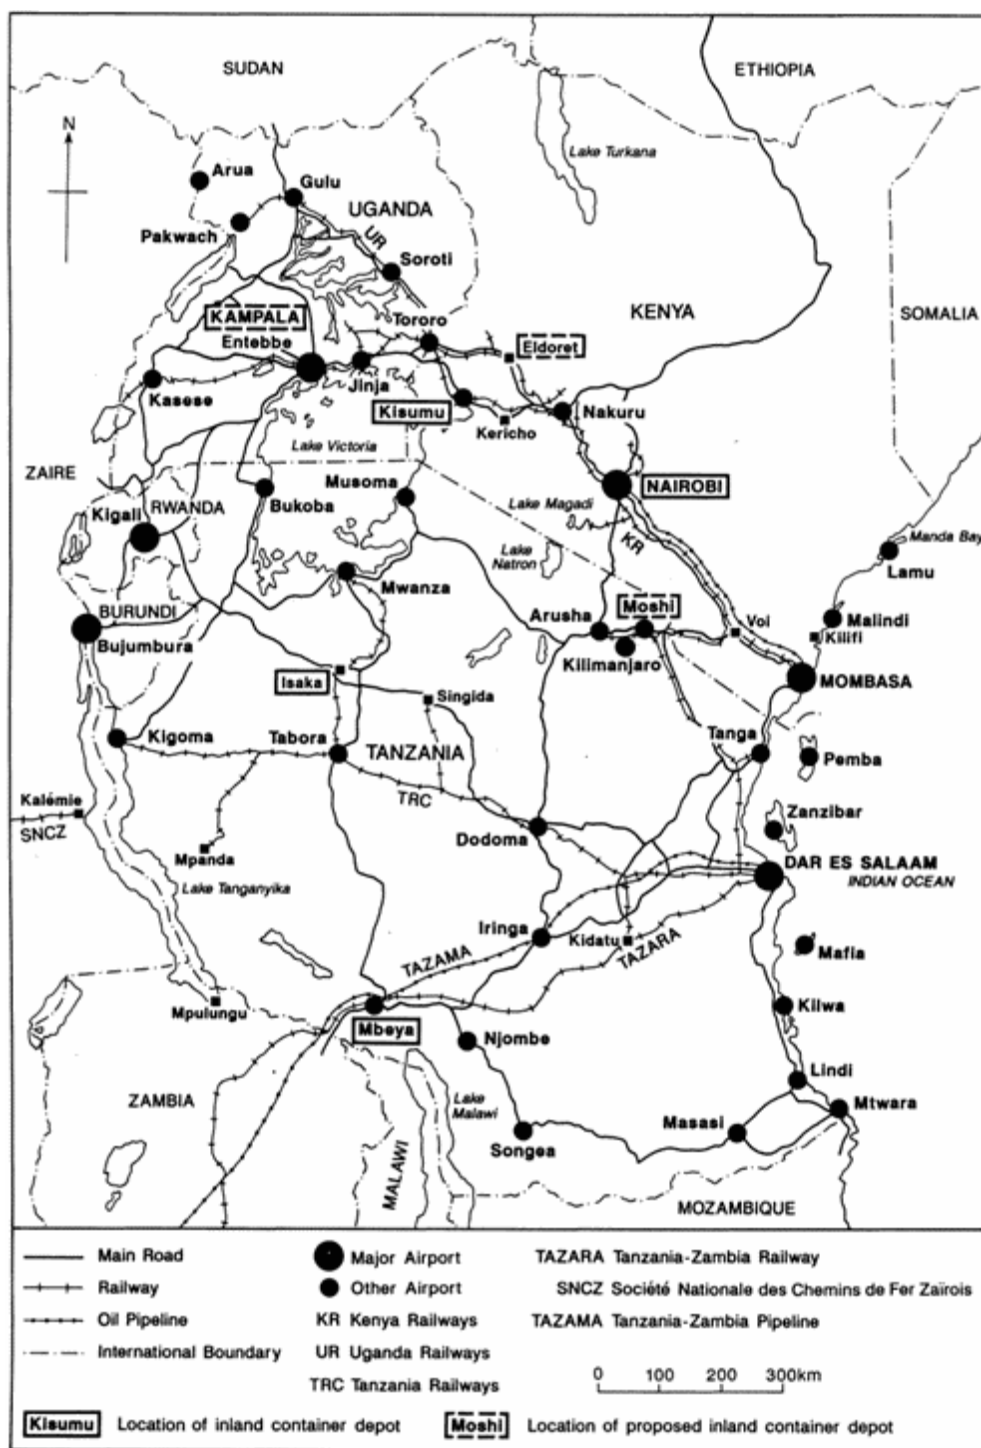 SUDAN
ETHIOPIA
N
Lake Turkana
Arua
Gulu
UGANDA
Pakwach
UR
Soroti
KENYA
SOMALIA
KAMPALA
Entebbe
Tororo
Eldoret
Jinja
Kasese
Kisumu
Kericho
Nakuru
Lake Victoria
ZAIRE
Musoma
NAIROBI
RWANDA
Bukoba
Lake Magadi
Kigali
KR
Manda Bay
Lake
Natron
Lamu
Mwanza
BURUNDI
Arusha
Moshi
Voi
Malindi
Kilifi
Bujumbura
Kilimanjaro
Isaka
MOMBASA
Singida
Kigoma
Tabora
TANZANIA
Tanga
Pemba
Kalémie
SNCZ
TRC
Zanzibar
Dodoma
Mpanda
DAR ES SALAAM
INDIAN OCEAN
Lake Tanganyika
Iringa
Kidatu
TAZAMA
TAZARA
Mafia
Mpulungu
Kilwa
Mbeya
Njombe
Lindi
ZAMBIA
Lake
Malawi
Mtwara
Masasi
Songea
MALAWI
MOZAMBIQUE
Main Road
Major Airport
TAZARA Tanzania-Zambia Railway
Railway
Other Airport
SNCZ Société Nationale des Chemins de Fer Zaïrois
Oil Pipeline
KR Kenya Railways
TAZAMA Tanzania-Zambia Pipeline
International Boundary
UR Uganda Railways
TRC Tanzania Railways
0 100 200 300km
Kisumu Location of inland container depot
Moshi Location of proposed inland container depot